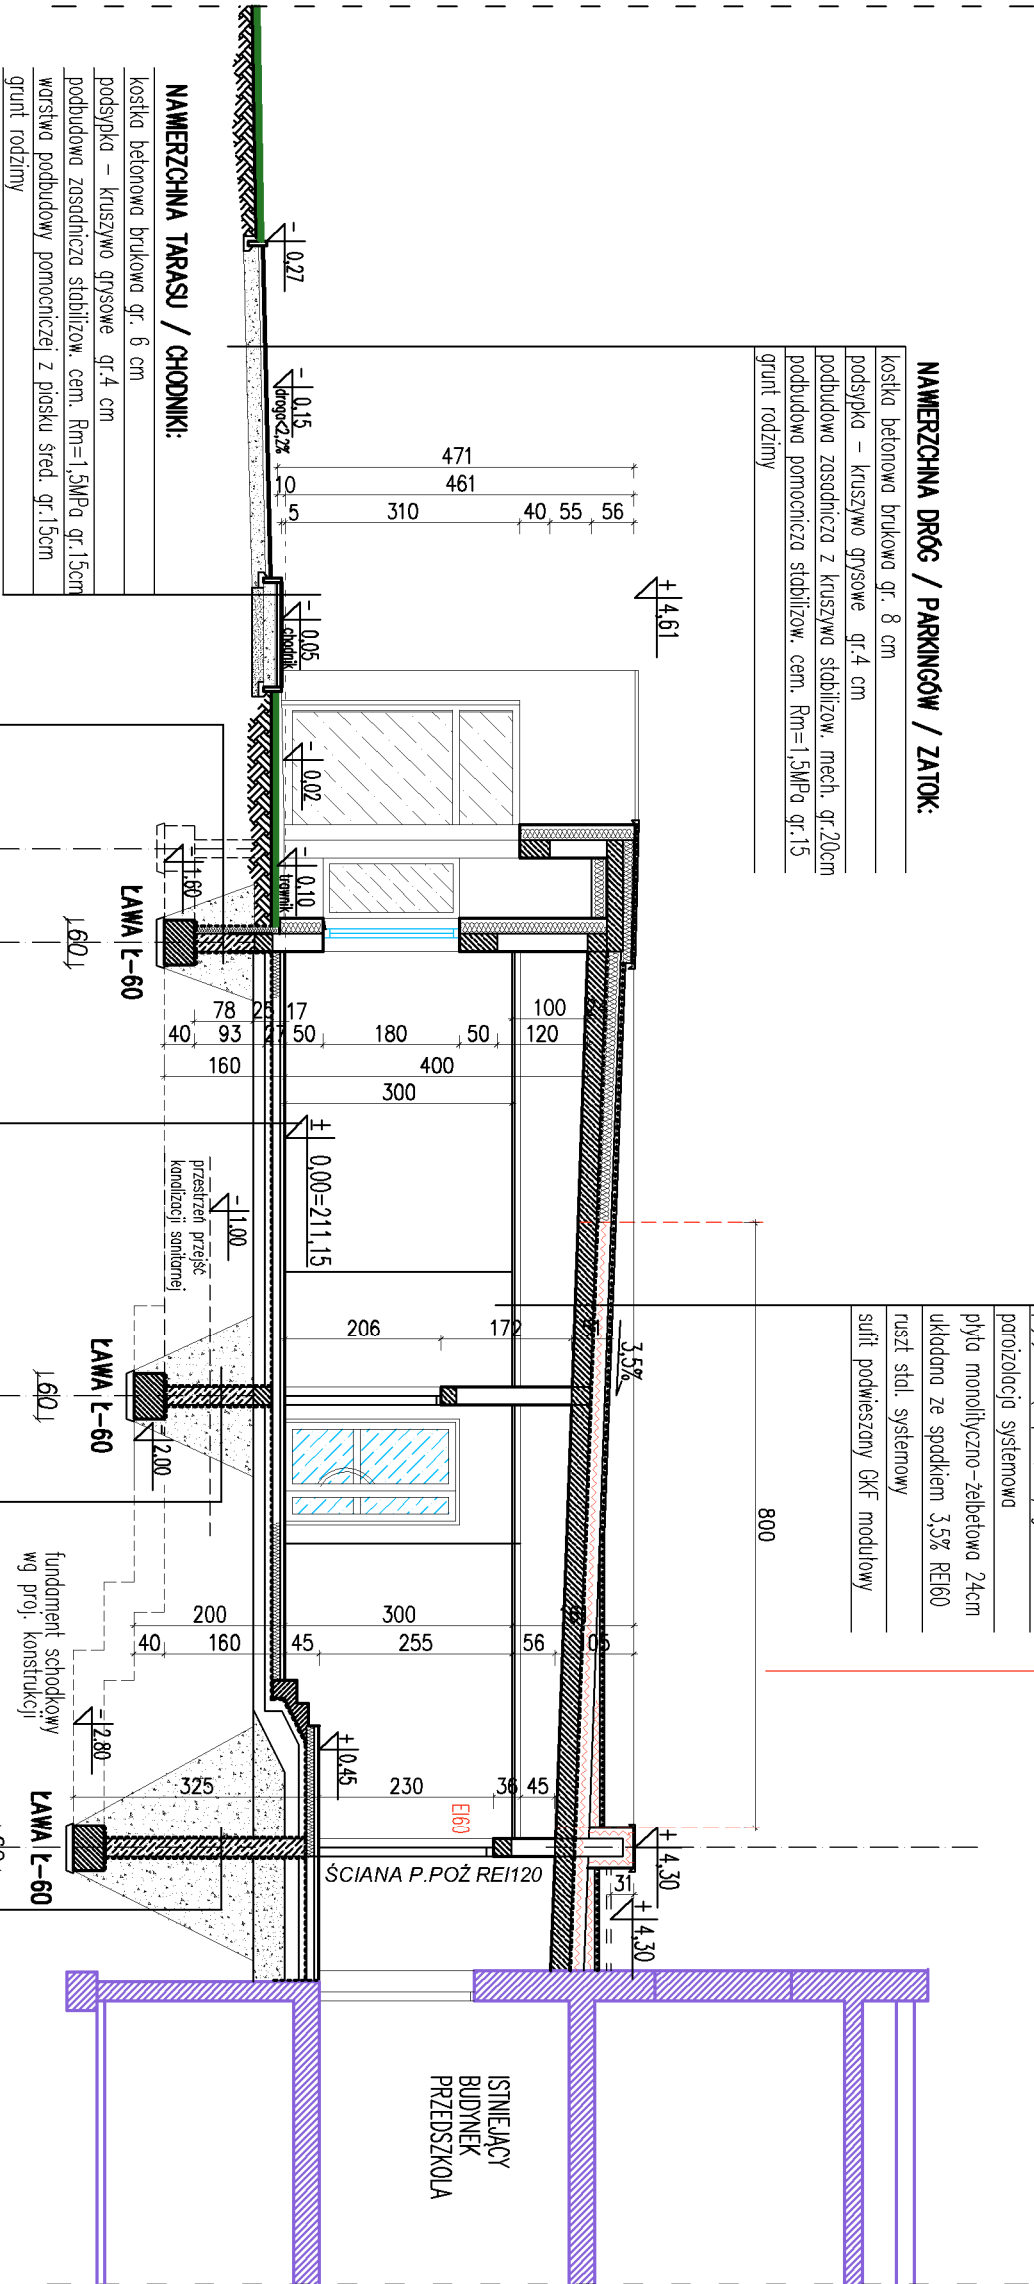 NAWIERZCHNA DRÓG / PARKINGÓW / ZATOK:
kostka betonowa brukowa gr. 8 cm
podsypka – kruszywo grysowe gr.4 cm
podbudowa zasadnicza z kruszywa stabilizow. mech. gr.20cm
podbudowa pomocnicza stabilizow. cem. Rm=1,5MPa gr.15
grunt rodzimy
NAWIERZCHNA TARASU / CHODNIKI:
kostka betonowa brukowa gr. 6 cm
podsypka – kruszywo grysowe gr.4 cm
podbudowa zasadnicza stabilizow. cem. Rm=1,5MPa gr.15cm
warstwa podbudowy pomocniczej z piasku śred. gr.15cm
grunt rodzimy
paroizolacja systemowa
płyta monolityczno-żelbetowa 24cm
układana ze spadkiem 3,5% REI60
ruszt stal. systemowy
sufit podwieszany GKF modułowy
- 0,27
- 0,15
droga<2,2%
471
10 461
5 310 40 55 56
+ 4,61
- 0,05
chodnik
- 0,02
- 0,10
trawnik
- 1,60
ŁAWA Ł-60
60
78 25 17 100
40 93 27 50 180 50 120
160 400
300
± 0,00=211,15
- 1,00
przestrzeń przejść
kanalizacji sanitarnej
206 172
3,5%
800
ŁAWA Ł-60
60
- 2,00
200 300
40 160 45 255 56
fundament schodkowy
wg proj. konstrukcji
- 2,80
+ 0,45
325 230 36 45
EI60
ŁAWA Ł-60
ŚCIANA P.POŻ REI120
+ 4,30
31
+ 4,30
ISTNIEJĄCY
BUDYNEK
PRZEDSZKOLA